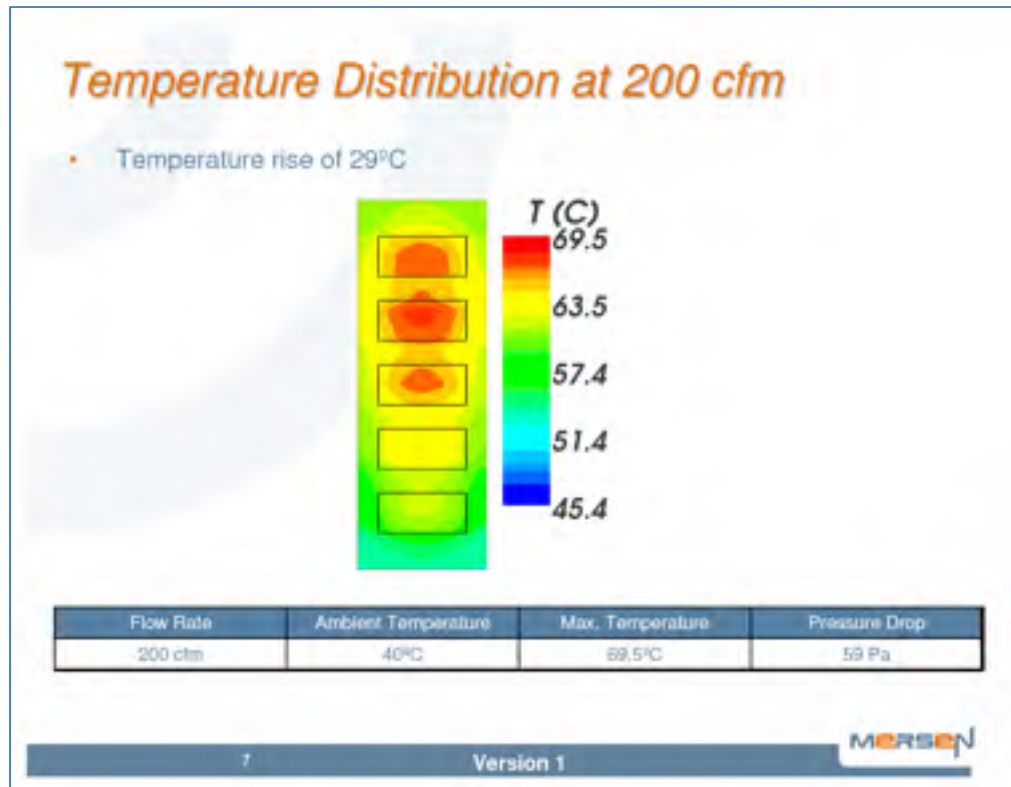 Temperature Distribution at 200 cfm
• Temperature rise of 29ºC
T (C)
69.5
63.5
57.4
51.4
45.4
Flow Rate Ambient Temperature Max. Temperature Pressure Drop
200 cfm 40ºC 69.5ºC 59 Pa
7 Version 1
MERSEN